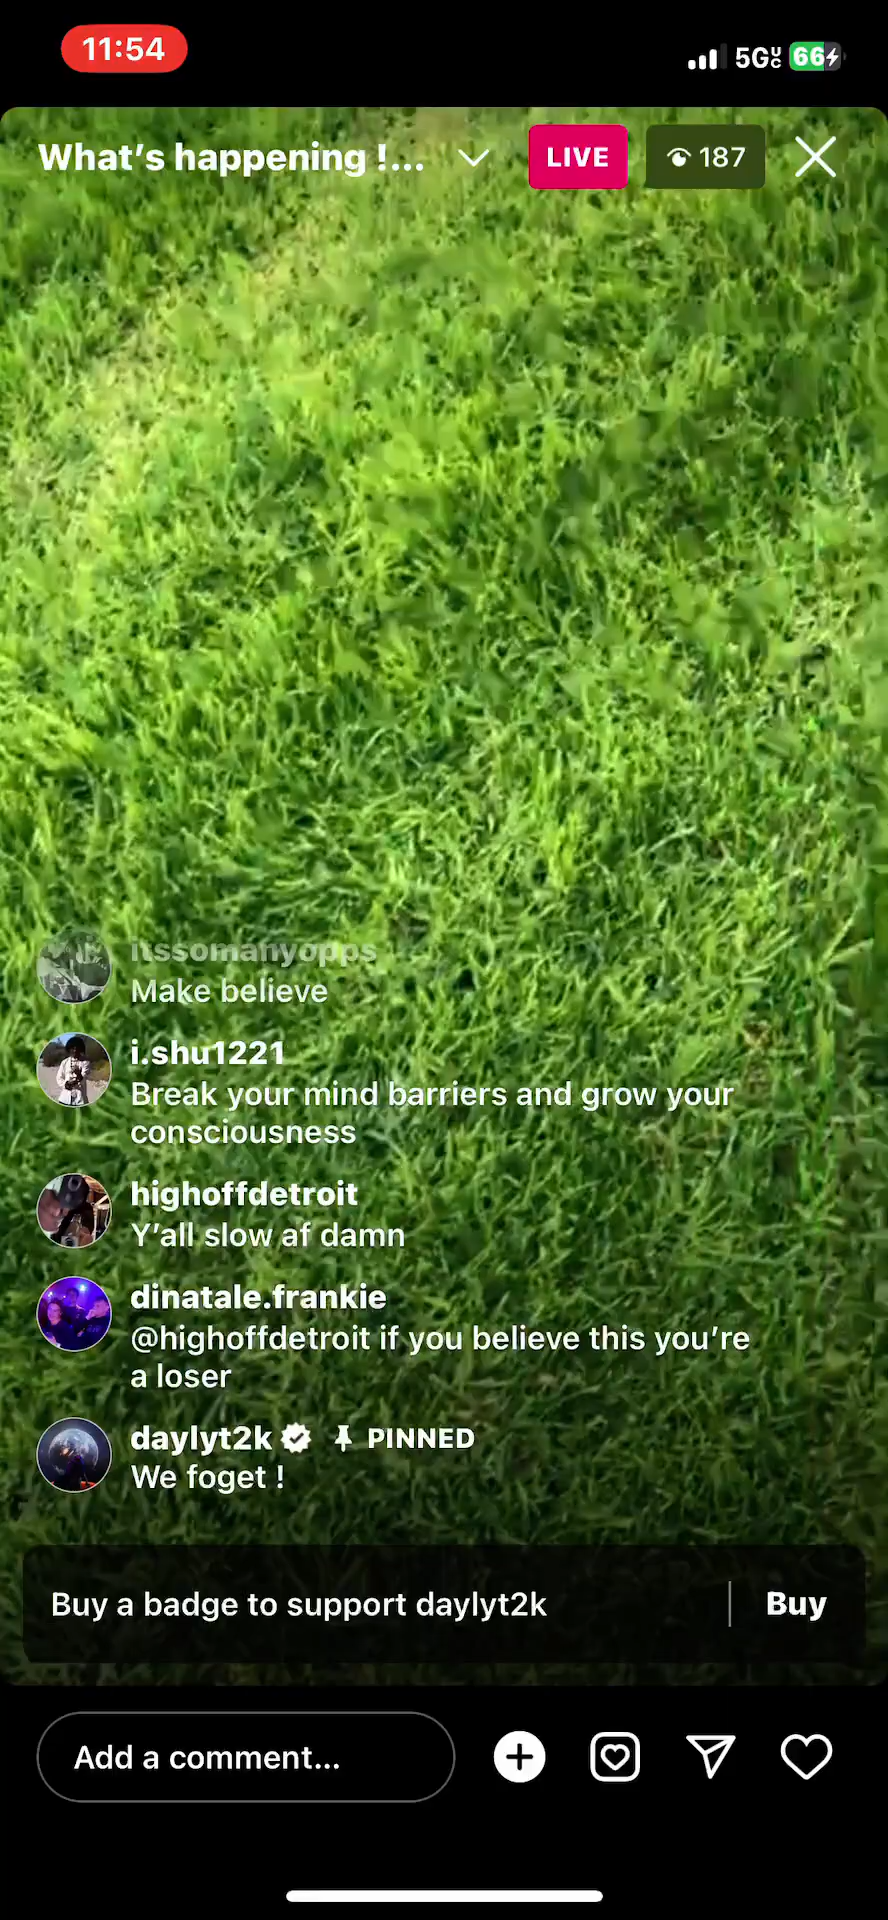 11:54
5GUC 66
What's happening !...
LIVE
187
itssomanyopps
Make believe
i.shu1221
Break your mind barriers and grow your
consciousness
highoffdetroit
Y'all slow af damn
dinatale.frankie
@highoffdetroit if you believe this you're
a loser
daylyt2k PINNED
We foget !
Buy a badge to support daylyt2k
Buy
Add a comment...